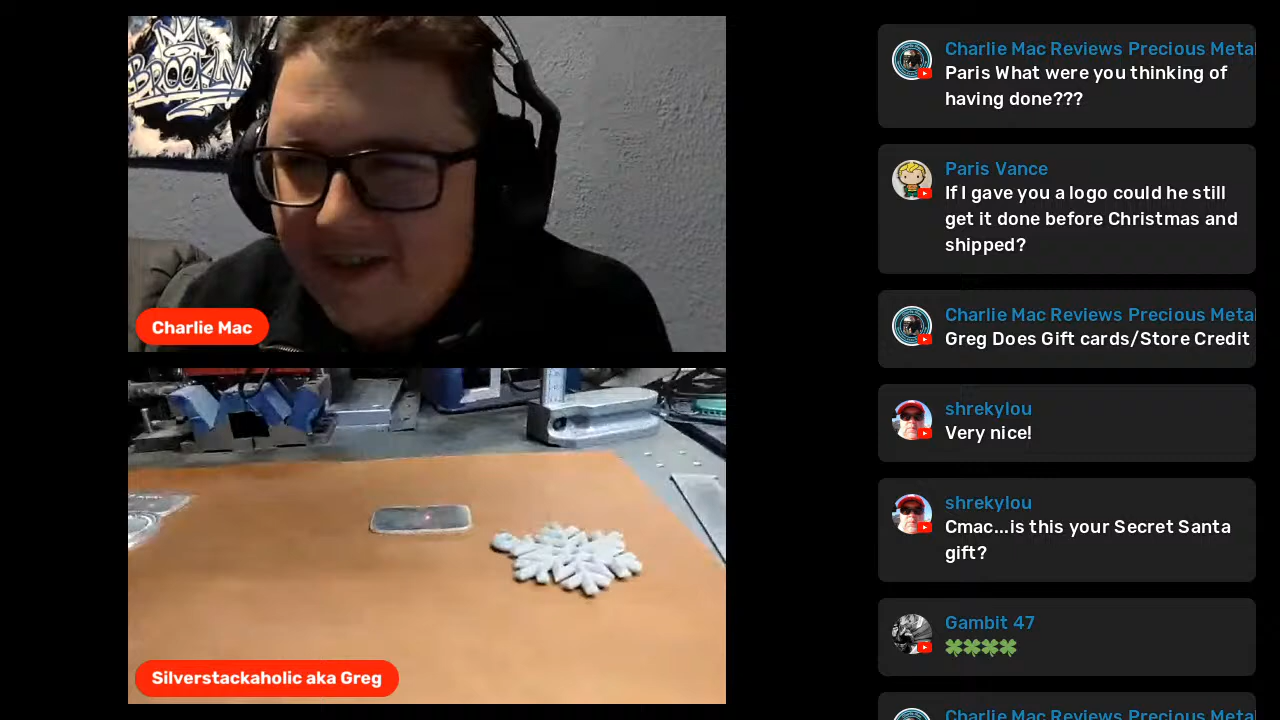 BROOKLYN
Charlie Mac
Silverstackaholic aka Greg
Charlie Mac Reviews Precious Metal
Paris What were you thinking of
having done???
Paris Vance
If I gave you a logo could he still
get it done before Christmas and
shipped?
Charlie Mac Reviews Precious Metal
Greg Does Gift cards/Store Credit
shrekylou
Very nice!
shrekylou
Cmac...is this your Secret Santa
gift?
Gambit 47
🍀🍀🍀🍀
Charlie Mac Reviews Precious Metal